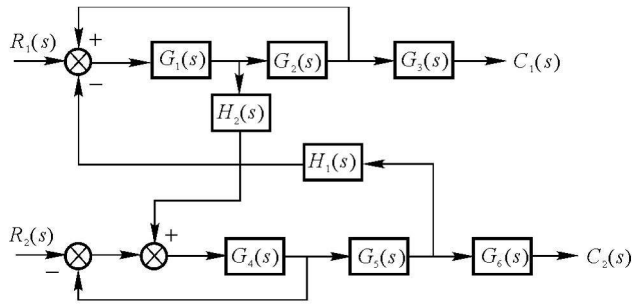 R₁(s)
+
−
G₁(s)
G₂(s)
G₃(s)
C₁(s)
H₂(s)
H₁(s)
R₂(s)
−
+
G₄(s)
G₅(s)
G₆(s)
C₂(s)